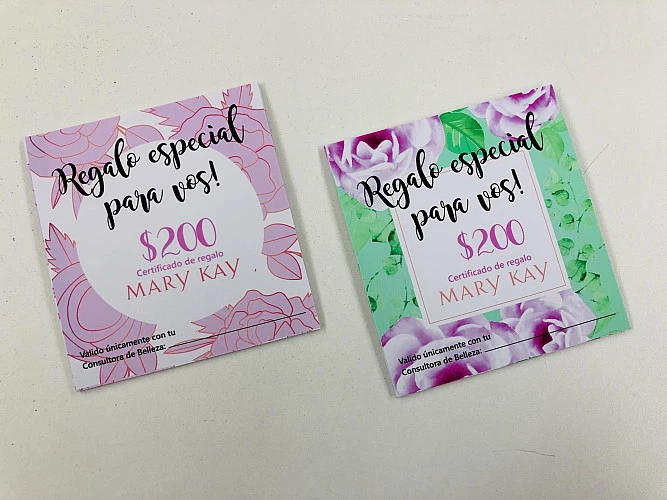 Regalo especial
para vos!
$200
Certificado de regalo
MARY KAY
Valido únicamente con tu
Consultora de Belleza:
Regalo especial
para vos!
$200
Certificado de regalo
MARY KAY
Valido únicamente con tu
Consultora de Belleza: